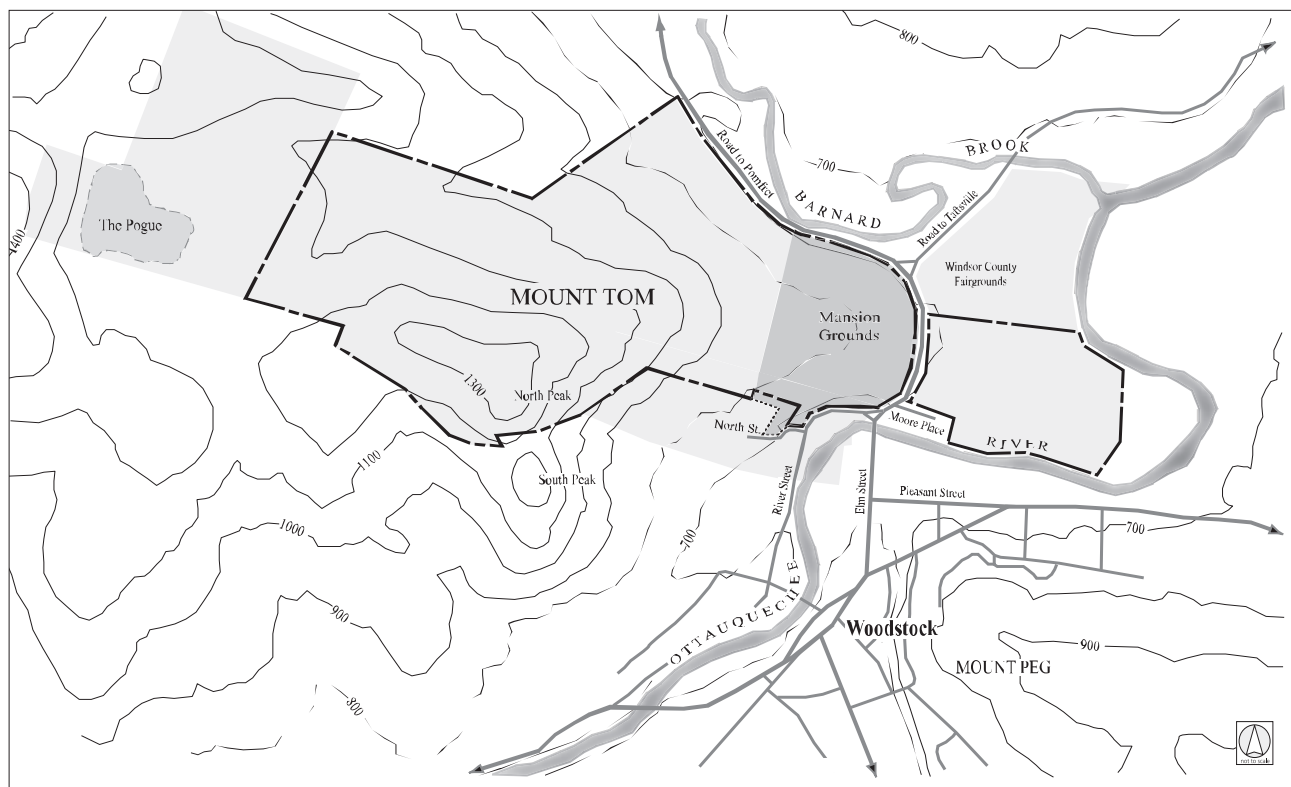 800
Road to Pomfret
700
BROOK
BARNARD
Road to Taftsville
The Pogue
1400
Windsor County
Fairgrounds
MOUNT TOM
Mansion
Grounds
1300
North Peak
North St.
Moore Place
RIVER
1100
South Peak
River Street
Elm Street
Pleasant Street
1000
700
700
OTTAUQUECHEE
900
Woodstock
900
MOUNT PEG
800
not to scale